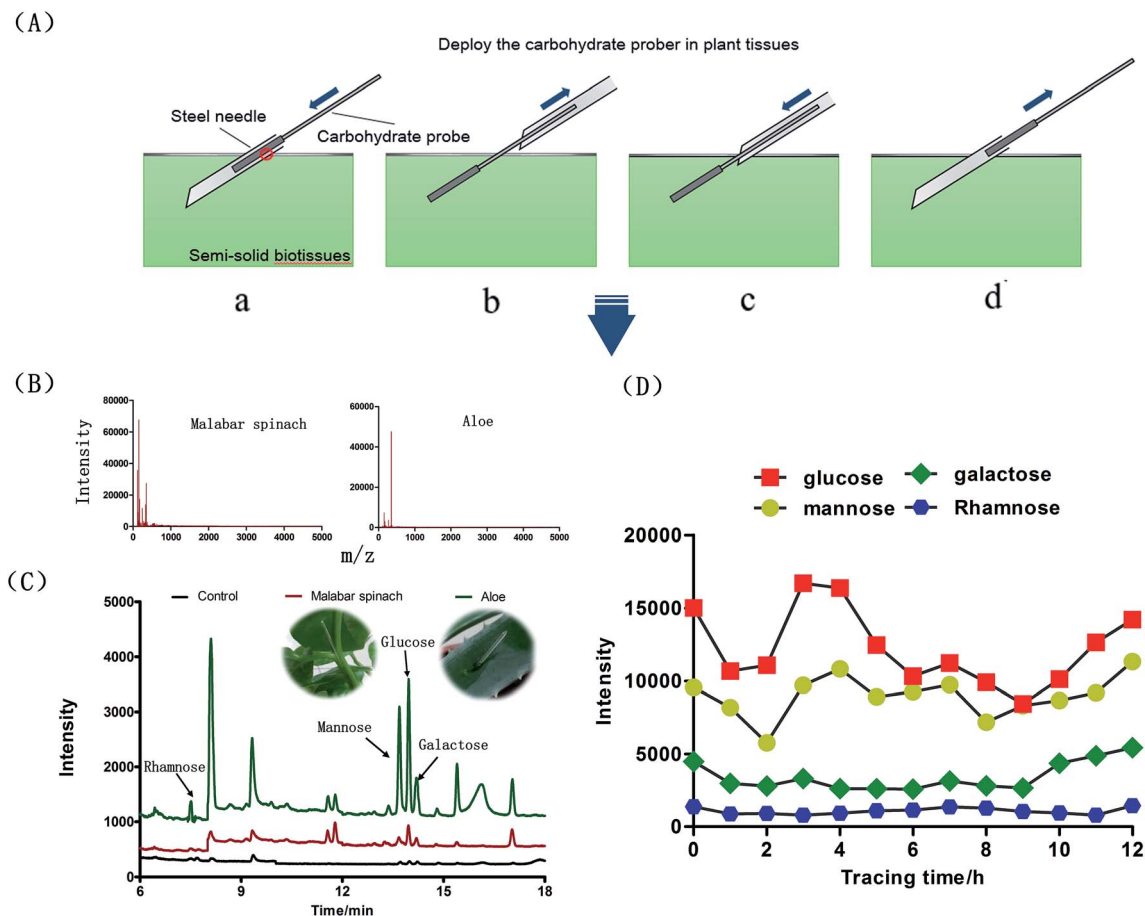 (A)
Deploy the carbohydrate prober in plant tissues
Steel needle
Carbohydrate probe
Semi-solid biotissues
a b c d
(B)
80000
60000
40000
20000
0
0 1000 2000 3000 4000 5000
Intensity
Malabar spinach
60000
40000
20000
0
0 1000 2000 3000 4000 5000
Aloe
m/z
(C)
Control Malabar spinach Aloe
5000
4000
3000
2000
1000
0
Intensity
Glucose
Mannose
Galactose
Rhamnose
6 9 12 15 18
Time/min
(D)
glucose galactose
mannose Rhamnose
20000
15000
10000
5000
0
Intensity
0 2 4 6 8 10 12
Tracing time/h